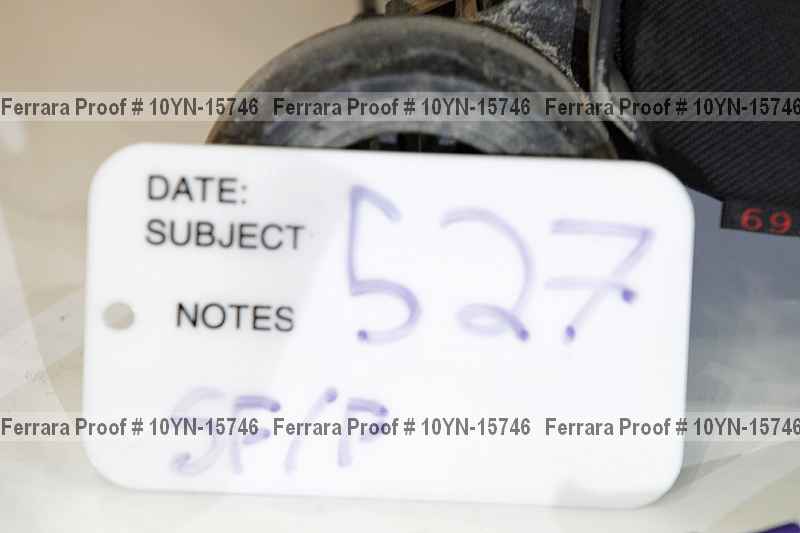 Ferrara Proof # 10YN-15746 Ferrara Proof # 10YN-15746 Ferrara Proof # 10YN-15746
DATE:
SUBJECT
527
69
NOTES
SF/P
Ferrara Proof # 10YN-15746 Ferrara Proof # 10YN-15746 Ferrara Proof # 10YN-15746